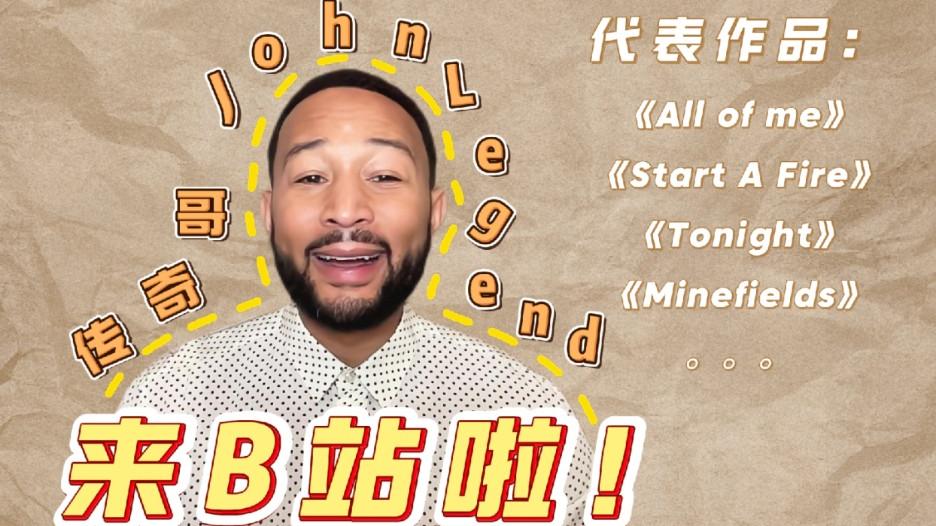 传奇哥 John Legend
来B站啦！
代表作品：
《All of me》
《Start A Fire》
《Tonight》
《Minefields》
。。。